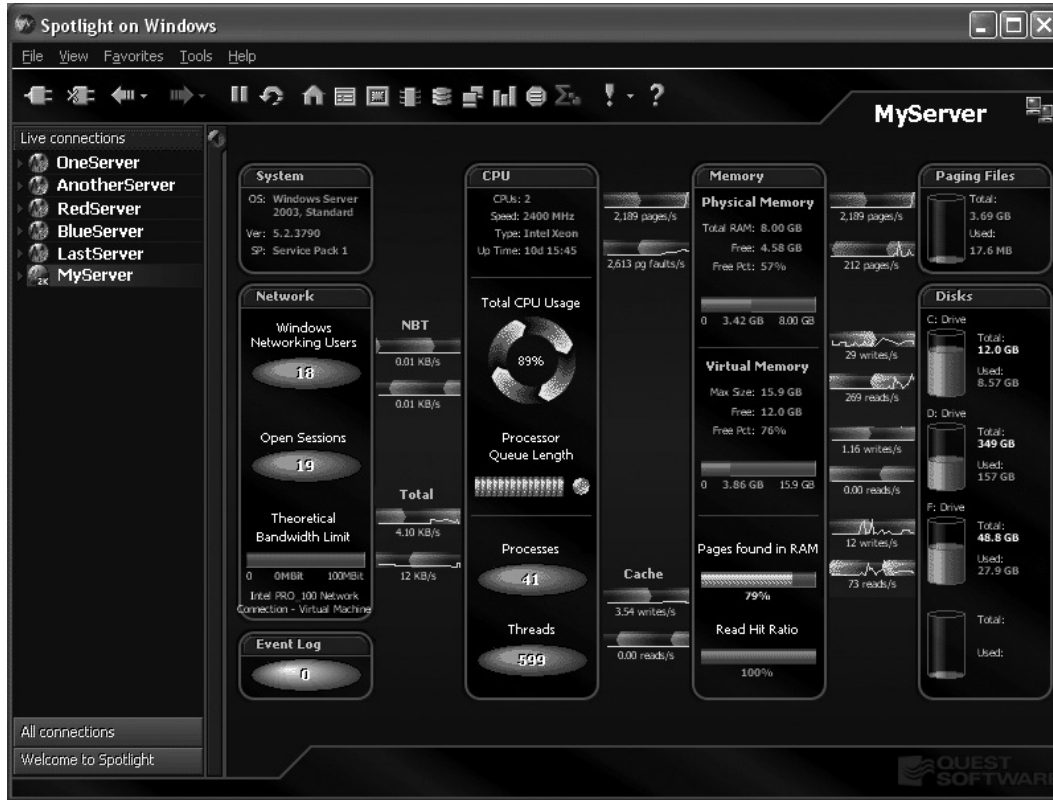 Spotlight on Windows
File View Favorites Tools Help
MyServer
Live connections
OneServer
AnotherServer
RedServer
BlueServer
LastServer
MyServer
2K
All connections
Welcome to Spotlight
System
OS: Windows Server
2003, Standard
Ver: 5.2.3790
SP: Service Pack 1
Network
Windows
Networking Users
18
Open Sessions
19
Theoretical
Bandwidth Limit
0 0MBit 100MBit
Intel PRO_100 Network
Connection - Virtual Machine
Event Log
0
NBT
0.01 KB/s
0.01 KB/s
Total
4.10 KB/s
12 KB/s
CPU
CPUs: 2
Speed: 2400 MHz
Type: Intel Xeon
Up Time: 10d 15:45
Total CPU Usage
89%
Processor
Queue Length
Processes
41
Threads
599
2,189 pages/s
2,613 pg faults/s
Cache
3.54 writes/s
0.00 reads/s
Memory
Physical Memory
Total RAM: 8.00 GB
Free: 4.58 GB
Free Pct: 57%
0 3.42 GB 8.00 GB
Virtual Memory
Max Size: 15.9 GB
Free: 12.0 GB
Free Pct: 76%
0 3.86 GB 15.9 GB
Pages found in RAM
79%
Read Hit Ratio
100%
2,189 pages/s
212 pages/s
29 writes/s
269 reads/s
1.16 writes/s
0.00 reads/s
12 writes/s
73 reads/s
Paging Files
Total:
3.69 GB
Used:
17.6 MB
Disks
C: Drive
Total:
12.0 GB
Used:
8.57 GB
D: Drive
Total:
349 GB
Used:
157 GB
F: Drive
Total:
48.8 GB
Used:
27.9 GB
Total:
Used:
QUEST
SOFTWARE